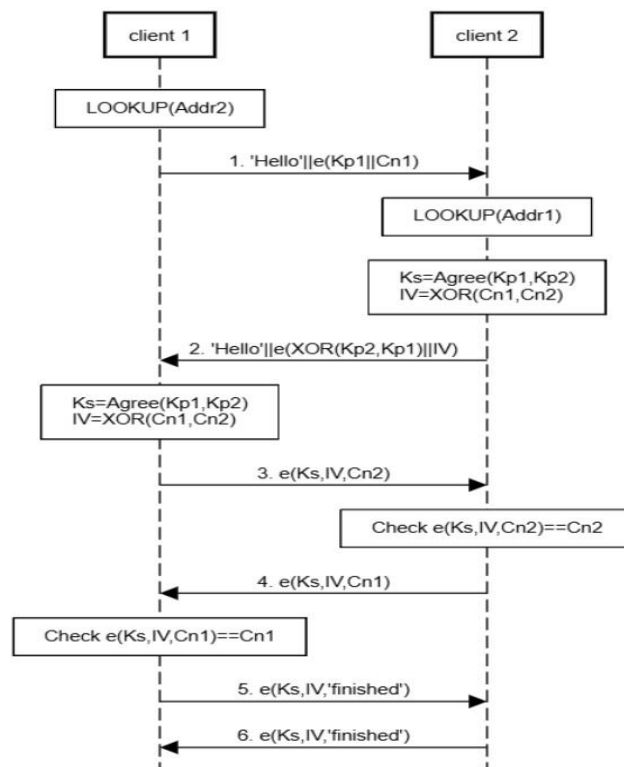 client 1
client 2
LOOKUP(Addr2)
1. 'Hello'||e(Kp1||Cn1)
LOOKUP(Addr1)
Ks=Agree(Kp1,Kp2)
IV=XOR(Cn1,Cn2)
2. 'Hello'||e(XOR(Kp2,Kp1)||IV)
Ks=Agree(Kp1,Kp2)
IV=XOR(Cn1,Cn2)
3. e(Ks,IV,Cn2)
Check e(Ks,IV,Cn2)==Cn2
4. e(Ks,IV,Cn1)
Check e(Ks,IV,Cn1)==Cn1
5. e(Ks,IV,'finished')
6. e(Ks,IV,'finished')